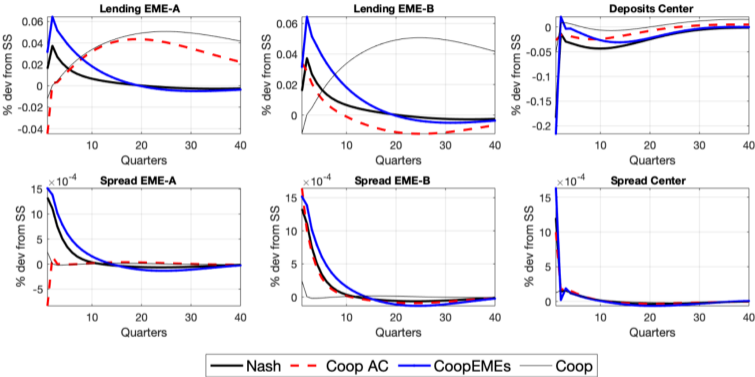 Lending EME-A
Lending EME-B
Deposits Center
% dev from SS
0.06
0.04
0.02
0
-0.02
-0.04
10
20
30
40
Quarters
% dev from SS
0.06
0.04
0.02
0
10
20
30
40
Quarters
% dev from SS
0
-0.05
-0.1
-0.15
-0.2
10
20
30
40
Quarters
Spread EME-A
Spread EME-B
Spread Center
×10⁻⁴
% dev from SS
15
10
5
0
-5
10
20
30
40
Quarters
×10⁻⁴
% dev from SS
15
10
5
0
10
20
30
40
Quarters
×10⁻⁴
% dev from SS
15
10
5
0
10
20
30
40
Quarters
Nash
Coop AC
CoopEMEs
Coop